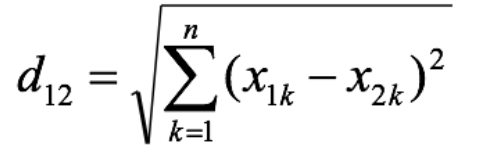 d₁₂ = √(∑ₖ₌₁ⁿ (x₁ₖ − x₂ₖ)²)